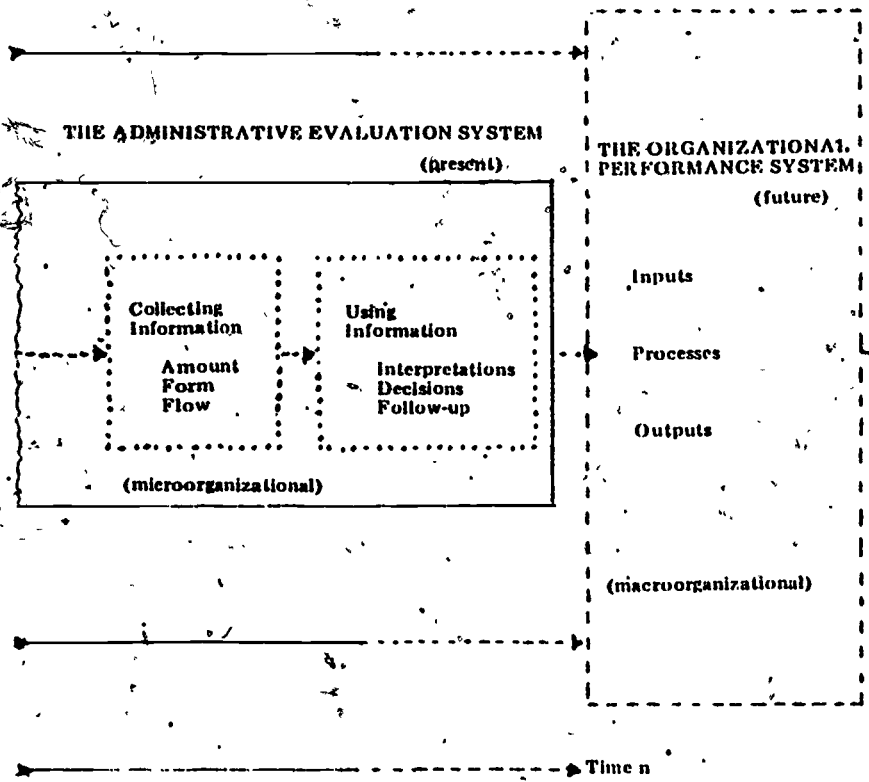 THE ADMINISTRATIVE EVALUATION SYSTEM
(present)
Collecting
Information
Amount
Form
Flow
Using
Information
Interpretations
Decisions
Follow-up
(microorganizational)
THE ORGANIZATIONAL
PERFORMANCE SYSTEM
(future)
Inputs
Processes
Outputs
(macroorganizational)
Time n